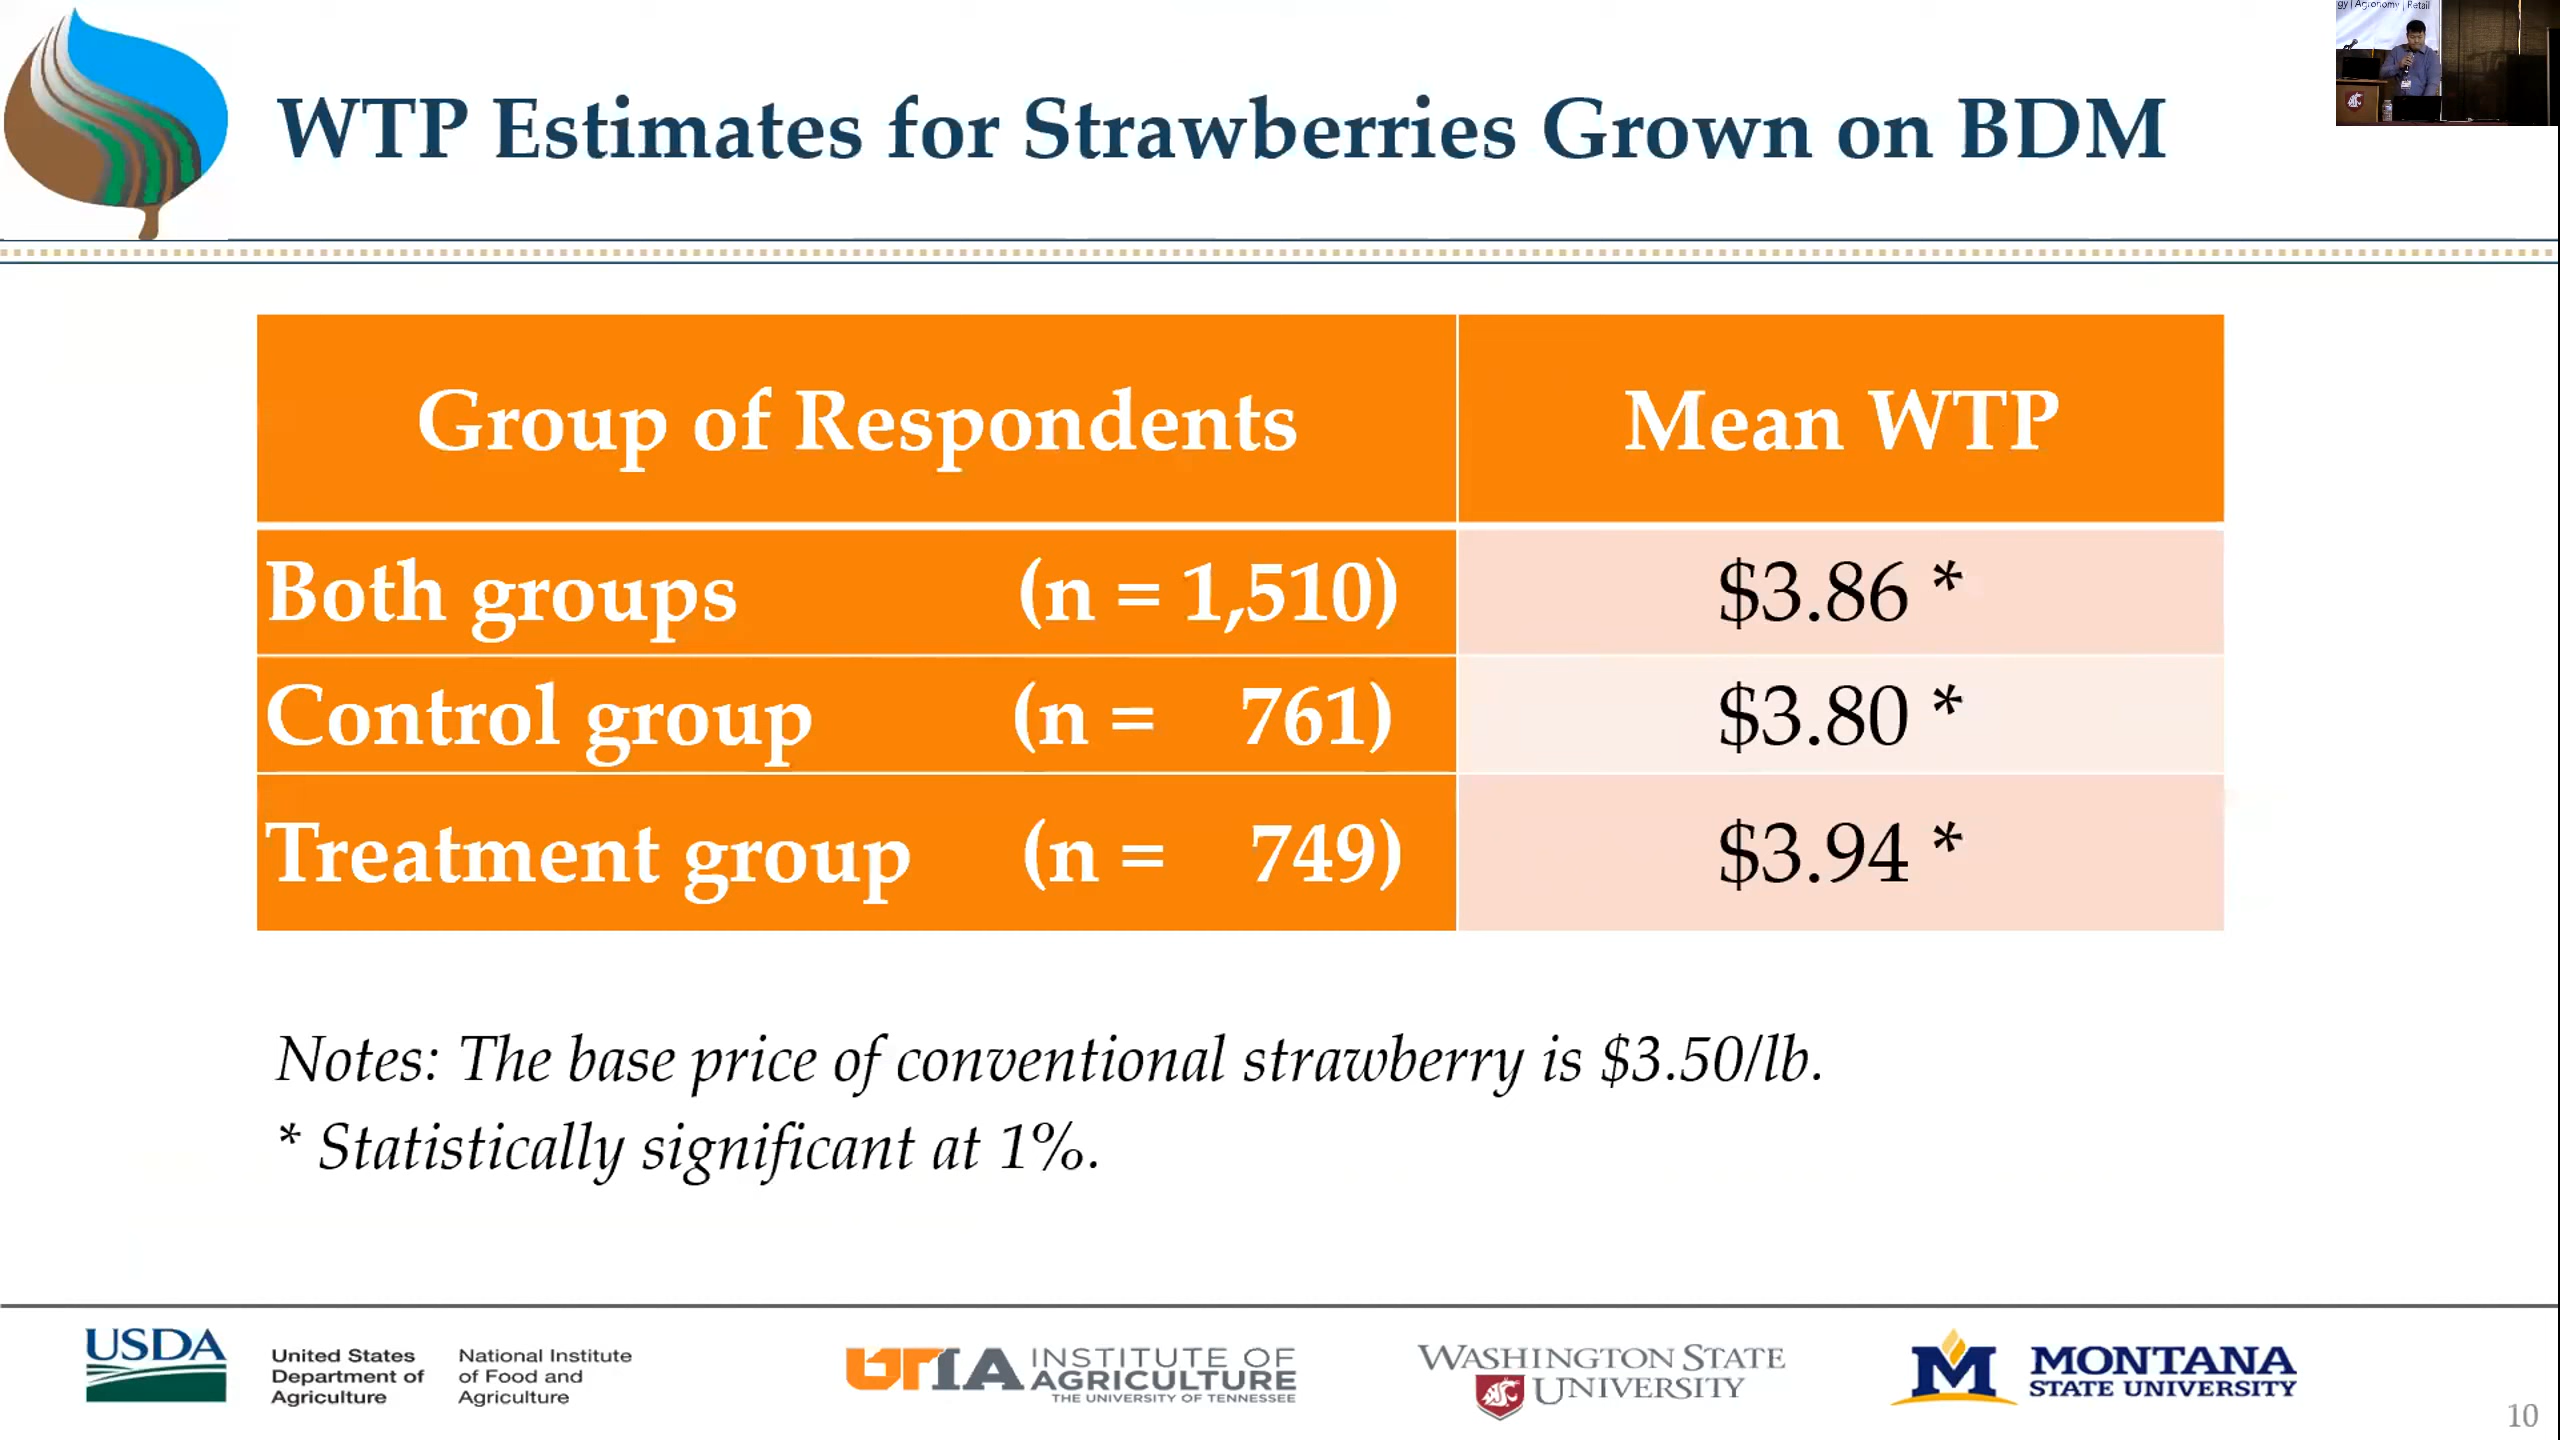 gy | Agronomy | Retail
WTP Estimates for Strawberries Grown on BDM
Group of Respondents Mean WTP
Both groups (n = 1,510) $3.86 *
Control group (n = 761) $3.80 *
Treatment group (n = 749) $3.94 *
Notes: The base price of conventional strawberry is $3.50/lb.
* Statistically significant at 1%.
USDA
United States
Department of
Agriculture
National Institute
of Food and
Agriculture
UTIA INSTITUTE OF
AGRICULTURE
THE UNIVERSITY OF TENNESSEE
WASHINGTON STATE
UNIVERSITY
M MONTANA
STATE UNIVERSITY
10